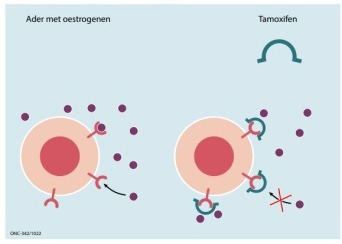 Ader met oestrogenen
Tamoxifen
ONC-342/1022